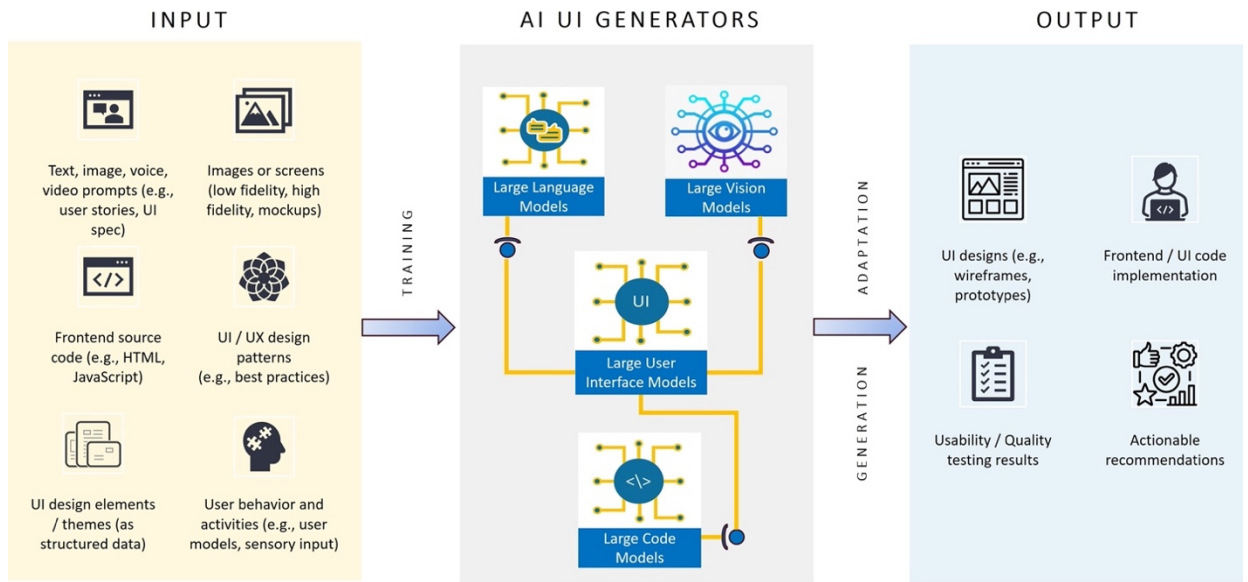 INPUT
AI UI GENERATORS
OUTPUT
Text, image, voice,
video prompts (e.g.,
user stories, UI
spec)
Images or screens
(low fidelity, high
fidelity, mockups)
</>
Frontend source
code (e.g., HTML,
JavaScript)
UI / UX design
patterns
(e.g., best practices)
UI design elements
/ themes (as
structured data)
User behavior and
activities (e.g., user
models, sensory input)
TRAINING
Large Language
Models
Large Vision
Models
UI
Large User
Interface Models
<\>
Large Code
Models
ADAPTATION
GENERATION
UI designs (e.g.,
wireframes,
prototypes)
</>
Frontend / UI code
implementation
Usability / Quality
testing results
Actionable
recommendations